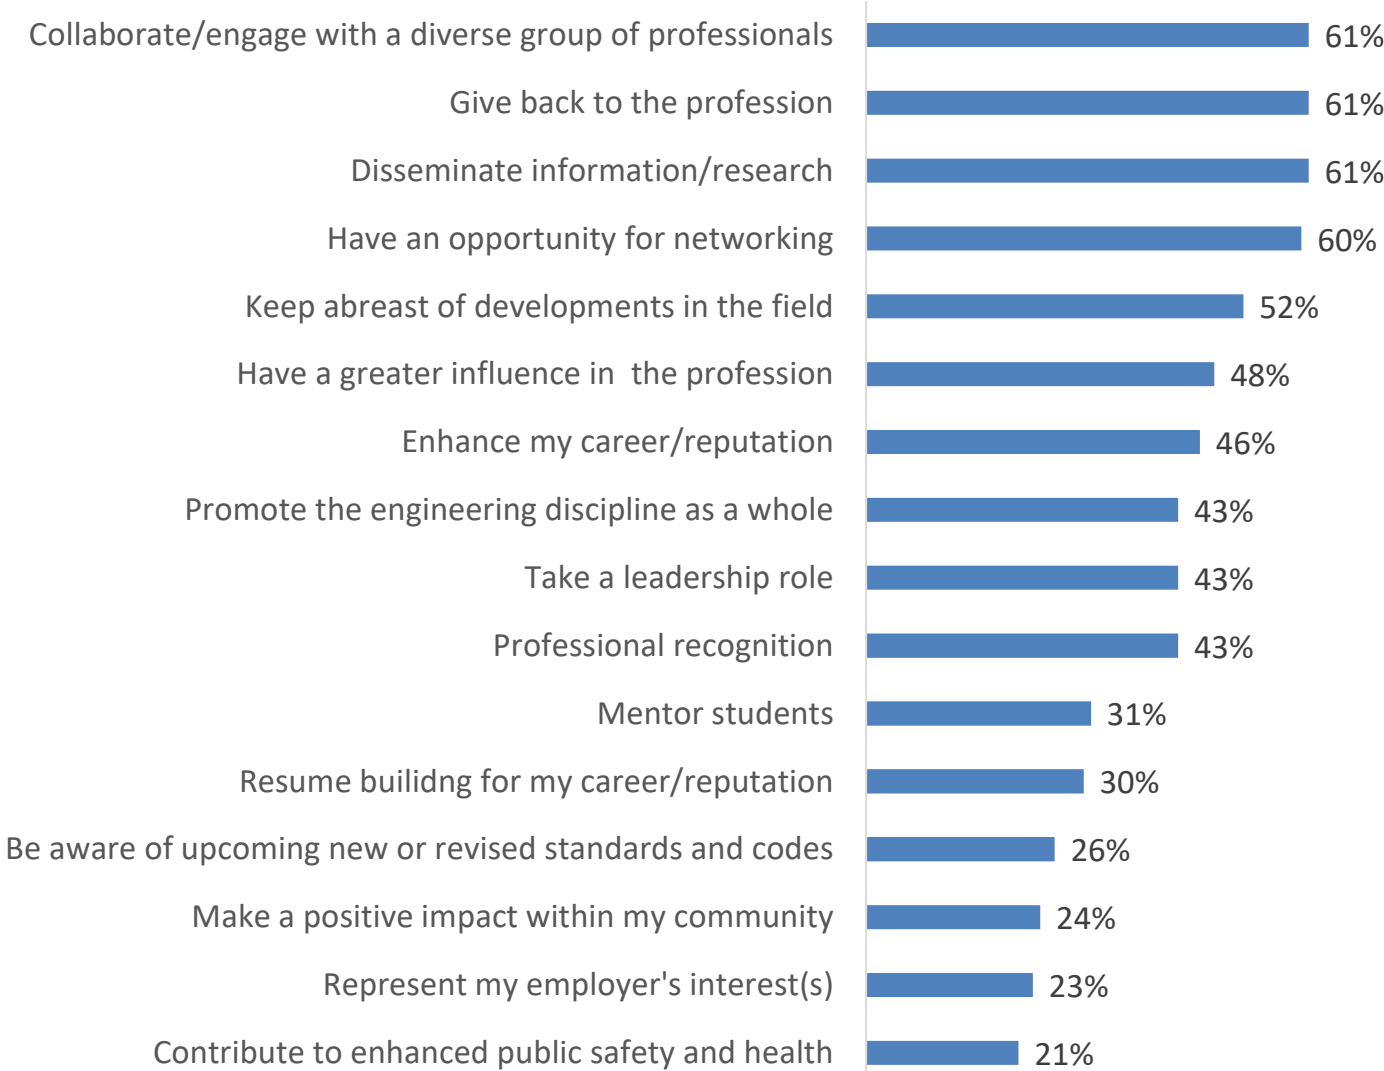 Collaborate/engage with a diverse group of professionals 61%
Give back to the profession 61%
Disseminate information/research 61%
Have an opportunity for networking 60%
Keep abreast of developments in the field 52%
Have a greater influence in  the profession 48%
Enhance my career/reputation 46%
Promote the engineering discipline as a whole 43%
Take a leadership role 43%
Professional recognition 43%
Mentor students 31%
Resume builidng for my career/reputation 30%
Be aware of upcoming new or revised standards and codes 26%
Make a positive impact within my community 24%
Represent my employer's interest(s) 23%
Contribute to enhanced public safety and health 21%